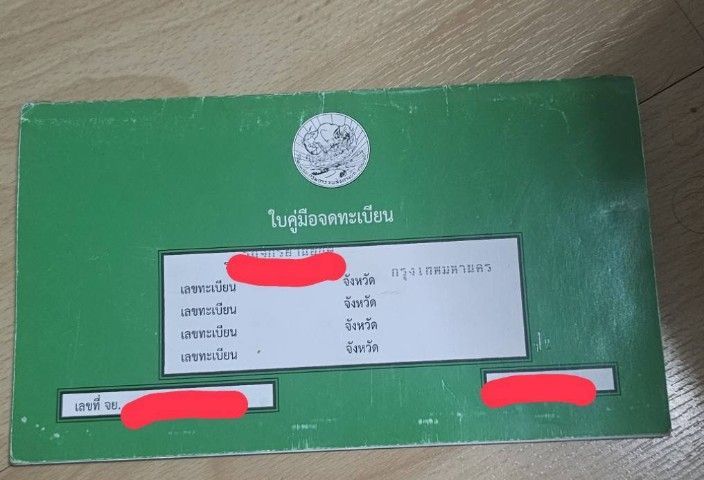 ใบคู่มือจดทะเบียน
เลขทะเบียน จังหวัด กรุงเทพมหานคร
เลขทะเบียน จังหวัด
เลขทะเบียน จังหวัด
เลขทะเบียน จังหวัด
เลขที่ จย.